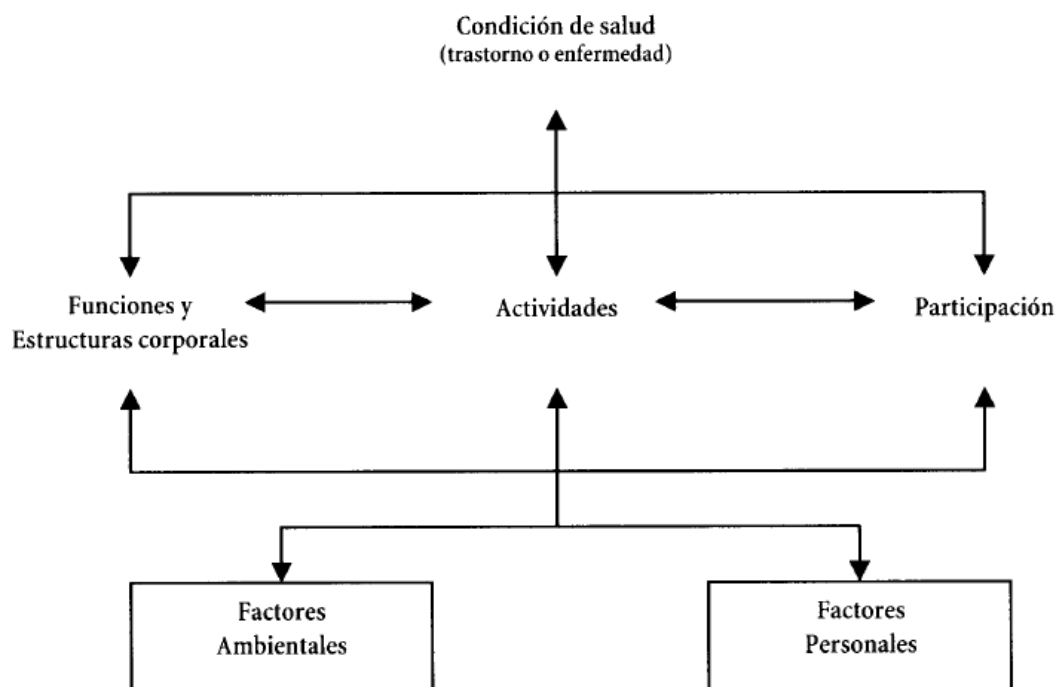 Condición de salud
(trastorno o enfermedad)
Funciones y
Estructuras corporales
Actividades
Participación
Factores
Ambientales
Factores
Personales